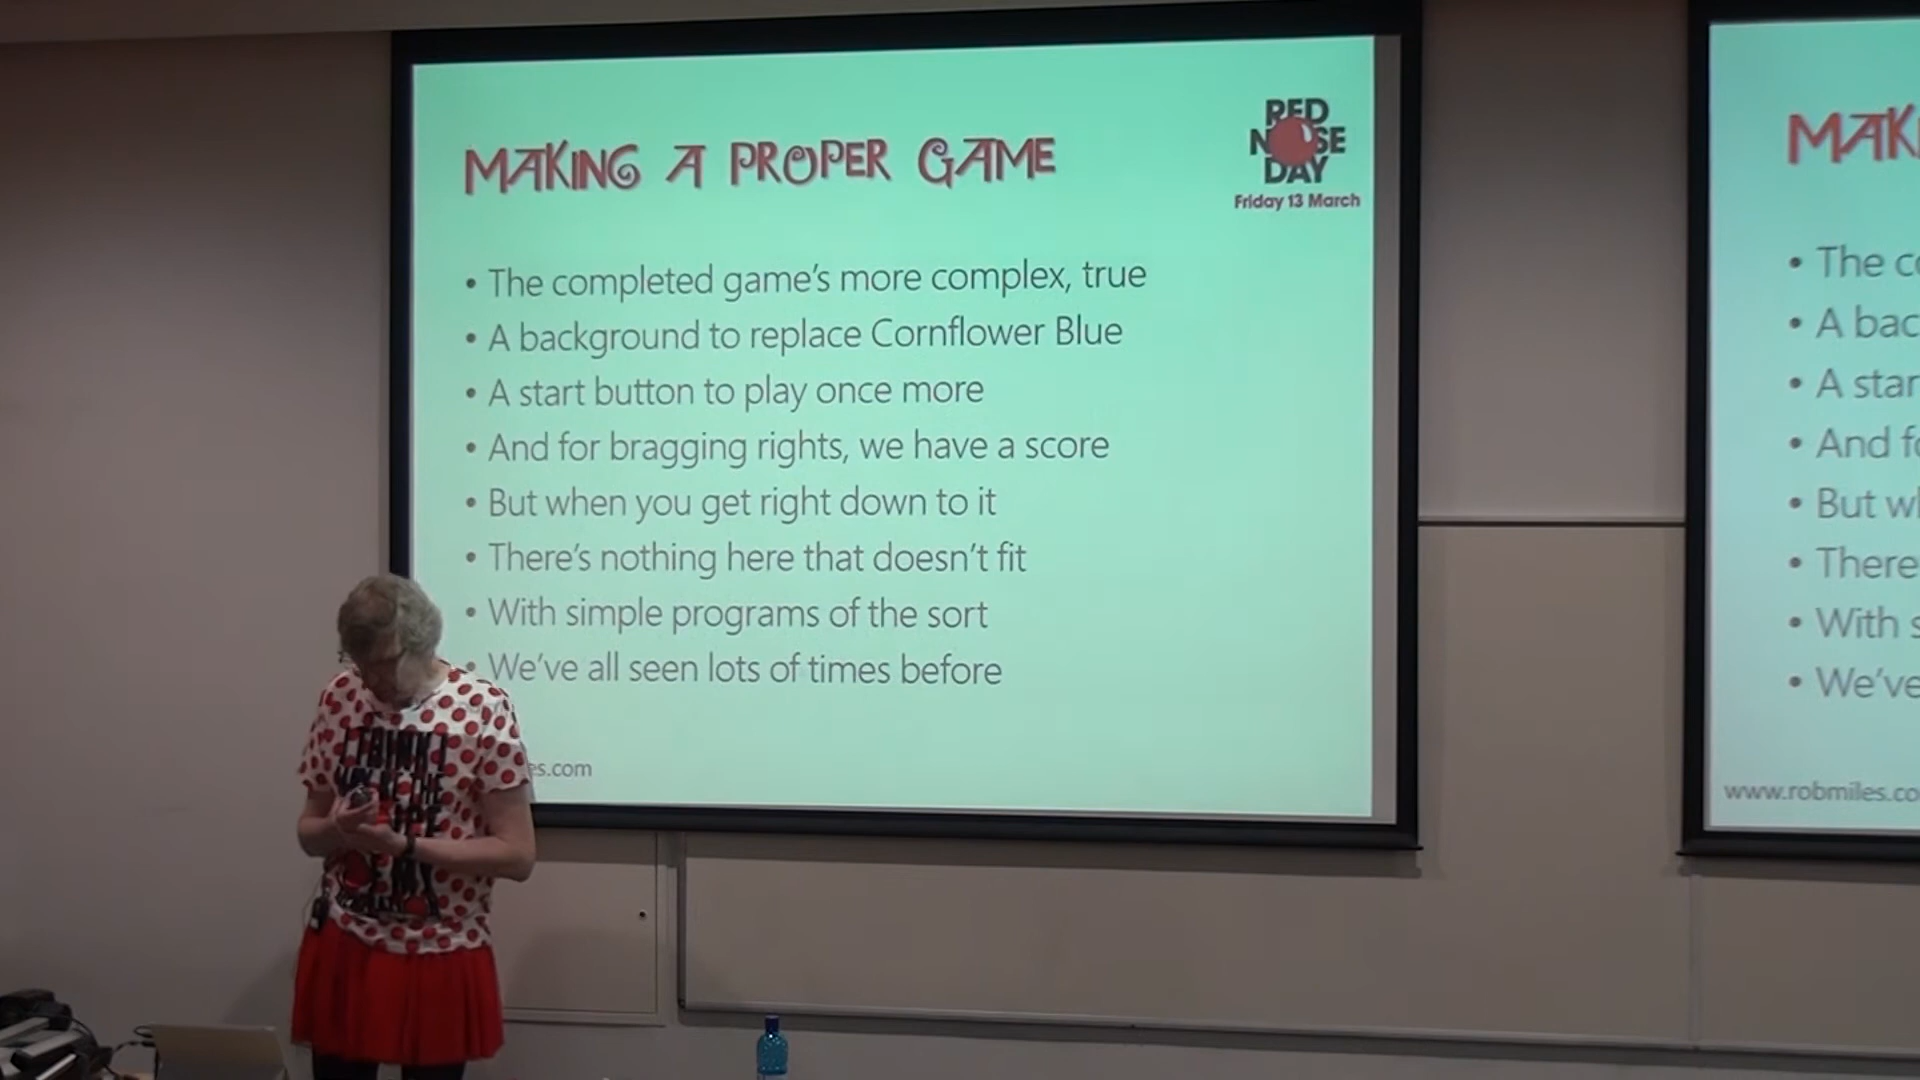 MAKING A PROPER GAME
RED
NOSE
DAY
Friday 13 March
• The completed game's more complex, true
• A background to replace Cornflower Blue
• A start button to play once more
• And for bragging rights, we have a score
• But when you get right down to it
• There's nothing here that doesn't fit
• With simple programs of the sort
• We've all seen lots of times before
es.com
I THINK I
THE
MAK
• The co
• A bac
• A star
• And fo
• But wh
• There
• With s
• We've
www.robmiles.co